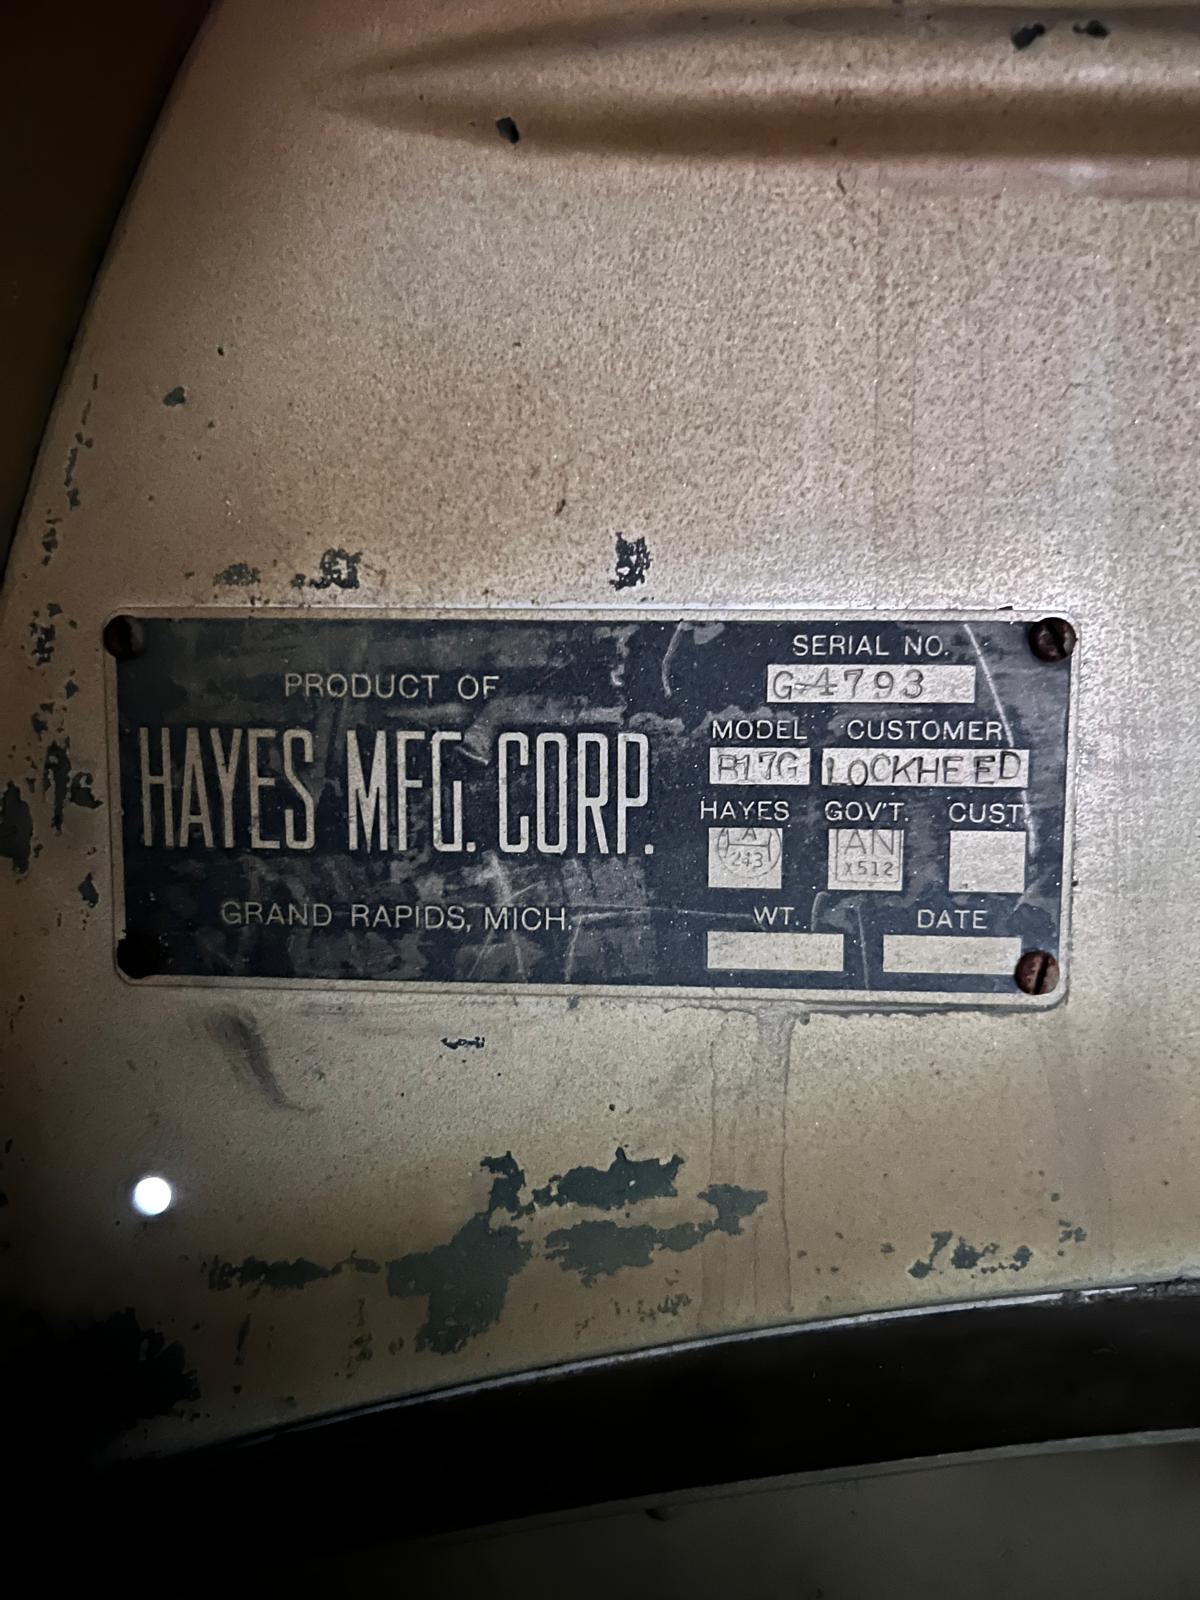 PRODUCT OF
HAYES MFG. CORP.
GRAND RAPIDS, MICH.
SERIAL NO.
G-4793
MODEL CUSTOMER
B17G LOCKHEED
HAYES GOV'T. CUST.
A
243
AN
X512
WT. DATE